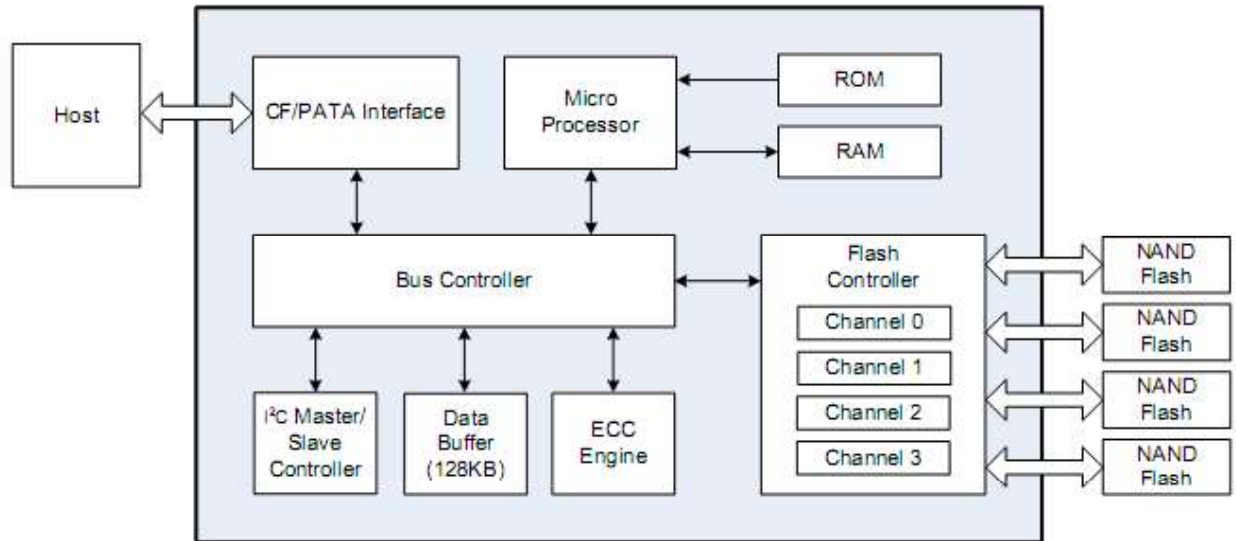 Host
CF/PATA Interface
Micro
Processor
ROM
RAM
Bus Controller
Flash
Controller
Channel 0
Channel 1
Channel 2
Channel 3
NAND
Flash
NAND
Flash
NAND
Flash
NAND
Flash
I²C Master/
Slave
Controller
Data
Buffer
(128KB)
ECC
Engine